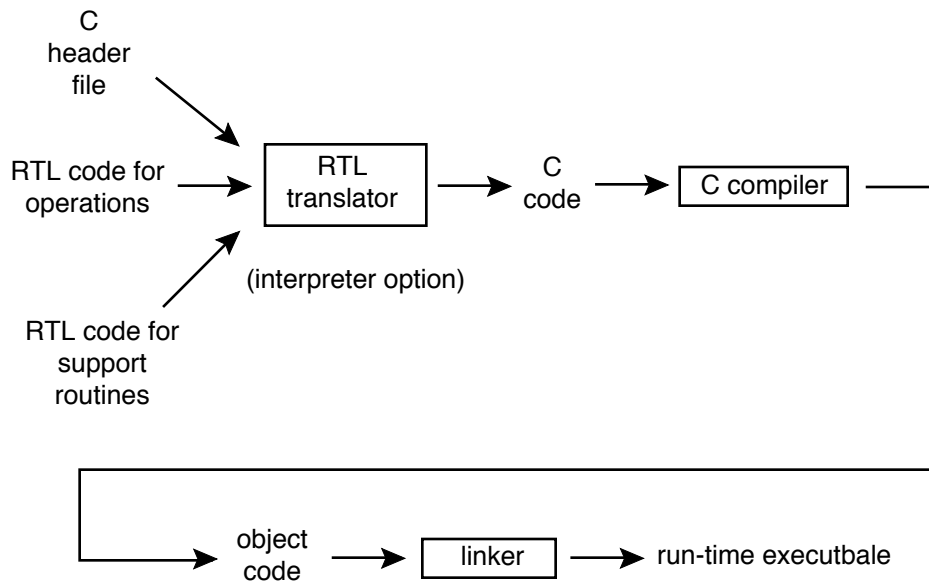 C
header
file
RTL code for
operations
RTL
translator
C
code
C compiler
(interpreter option)
RTL code for
support
routines
object
code
linker
run-time executbale